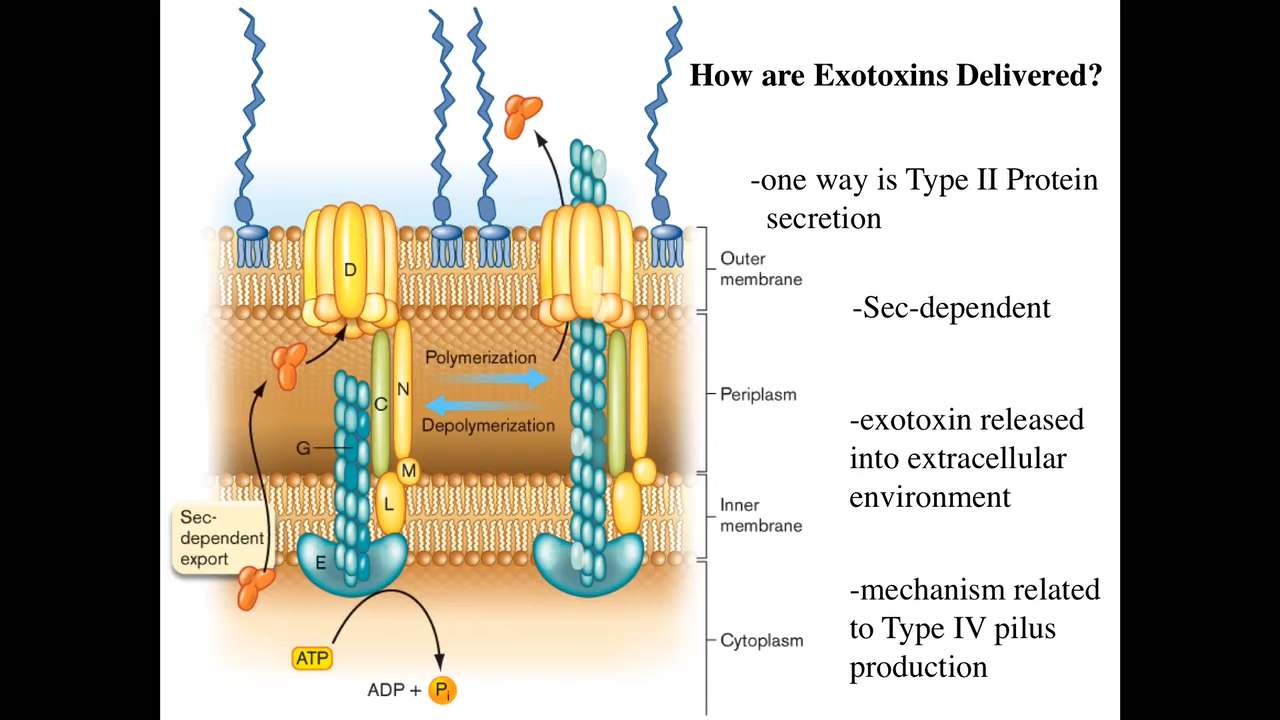 How are Exotoxins Delivered?
-one way is Type II Protein
secretion
-Sec-dependent
-exotoxin released
into extracellular
environment
-mechanism related
to Type IV pilus
production
D
Outer
membrane
Polymerization
N
C
Depolymerization
Periplasm
G
M
L
Inner
membrane
Sec-
dependent
export
E
Cytoplasm
ATP
ADP + Pi